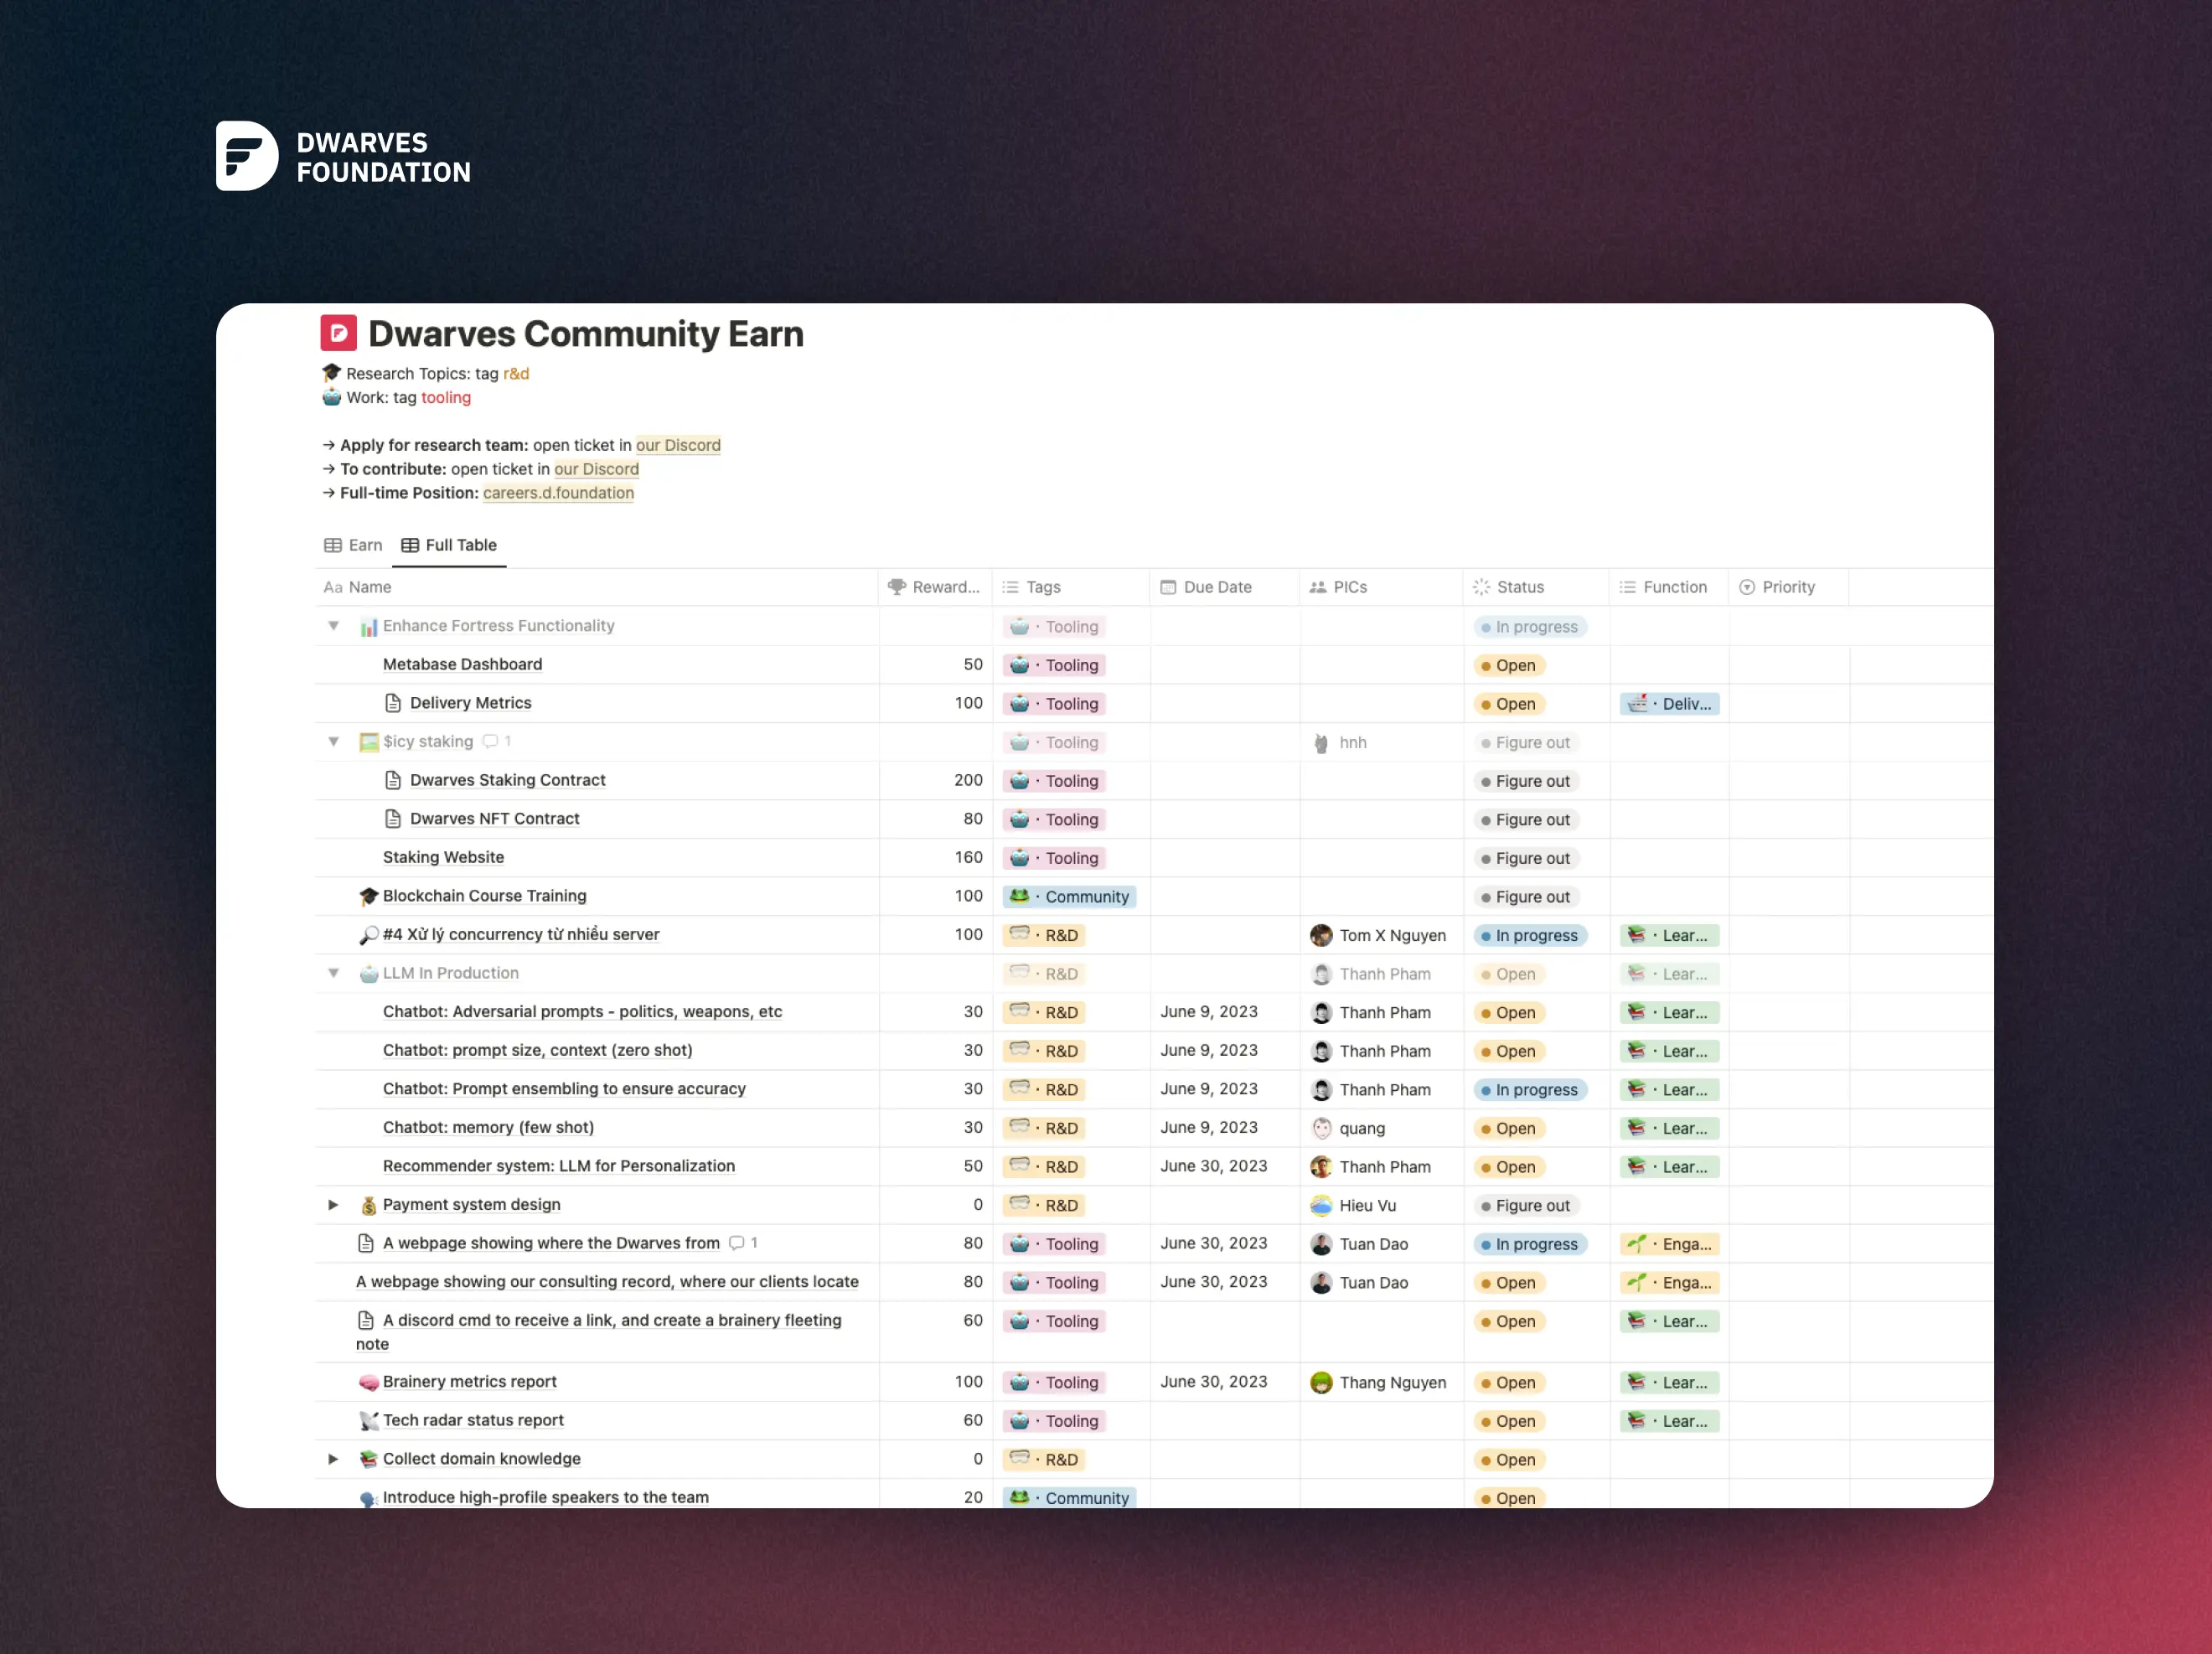 DWARVES
FOUNDATION
Dwarves Community Earn
Research Topics: tag r&d
Work: tag tooling
→ Apply for research team: open ticket in our Discord
→ To contribute: open ticket in our Discord
→ Full-time Position: careers.d.foundation
Earn Full Table
Aa Name Reward... Tags Due Date PICs Status Function Priority
Enhance Fortress Functionality · Tooling In progress
Metabase Dashboard 50 · Tooling Open
Delivery Metrics 100 · Tooling Open · Deliv...
$icy staking 1 · Tooling hnh Figure out
Dwarves Staking Contract 200 · Tooling Figure out
Dwarves NFT Contract 80 · Tooling Figure out
Staking Website 160 · Tooling Figure out
Blockchain Course Training 100 · Community Figure out
#4 Xử lý concurrency từ nhiều server 100 · R&D Tom X Nguyen In progress · Lear...
LLM In Production · R&D Thanh Pham Open · Lear...
Chatbot: Adversarial prompts - politics, weapons, etc 30 · R&D June 9, 2023 Thanh Pham Open · Lear...
Chatbot: prompt size, context (zero shot) 30 · R&D June 9, 2023 Thanh Pham Open · Lear...
Chatbot: Prompt ensembling to ensure accuracy 30 · R&D June 9, 2023 Thanh Pham In progress · Lear...
Chatbot: memory (few shot) 30 · R&D June 9, 2023 quang Open · Lear...
Recommender system: LLM for Personalization 50 · R&D June 30, 2023 Thanh Pham Open · Lear...
Payment system design 0 · R&D Hieu Vu Figure out
A webpage showing where the Dwarves from 1 80 · Tooling June 30, 2023 Tuan Dao In progress · Enga...
A webpage showing our consulting record, where our clients locate 80 · Tooling June 30, 2023 Tuan Dao Open · Enga...
A discord cmd to receive a link, and create a brainery fleeting 60 · Tooling Open · Lear...
note
Brainery metrics report 100 · Tooling June 30, 2023 Thang Nguyen Open · Lear...
Tech radar status report 60 · Tooling Open · Lear...
Collect domain knowledge 0 · R&D Open
Introduce high-profile speakers to the team 20 · Community Open